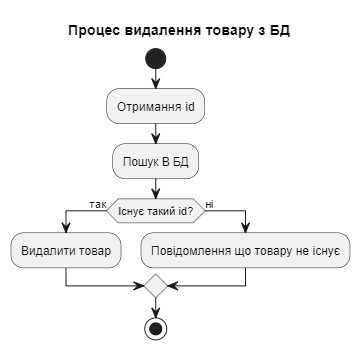 Процес видалення товару з БД
Отримання id
Пошук В БД
так
Існує такий id?
ні
Видалити товар
Повідомлення що товару не існує